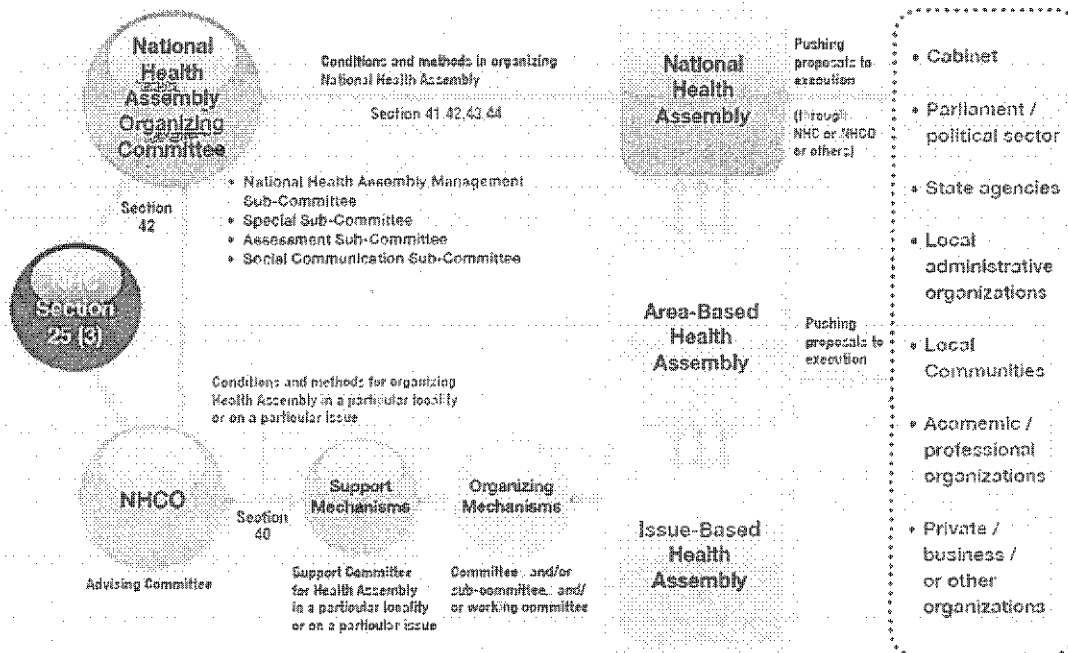 National
Health
Assembly
Organizing
Committee
Conditions and methods in organizing
National Health Assembly
Section 41,42,43,44
National
Health
Assembly
Pushing
proposals to
execution
(through
NHC or NHCO
or others)
• Cabinet
• Parliament /
political sector
• State agencies
• Local
administrative
organizations
• Local
Communities
• Acamemic /
professional
organizations
• Private /
business /
or other
organizations
Section
42
• National Health Assembly Management
Sub-Committee
• Special Sub-Committee
• Assessment Sub-Committee
• Social Communication Sub-Committee
NHC
Section
25 (3)
Area-Based
Health
Assembly
Pushing
proposals to
execution
Conditions and methods for organizing
Health Assembly in a particular locality
or on a particular issue
NHCO
Section
40
Support
Mechanisms
Organizing
Mechanisms
Issue-Based
Health
Assembly
Advising Committee
Support Committee
for Health Assembly
in a particular locality
or on a particular issue
Committee and/or
sub-committee, and/
or working committee